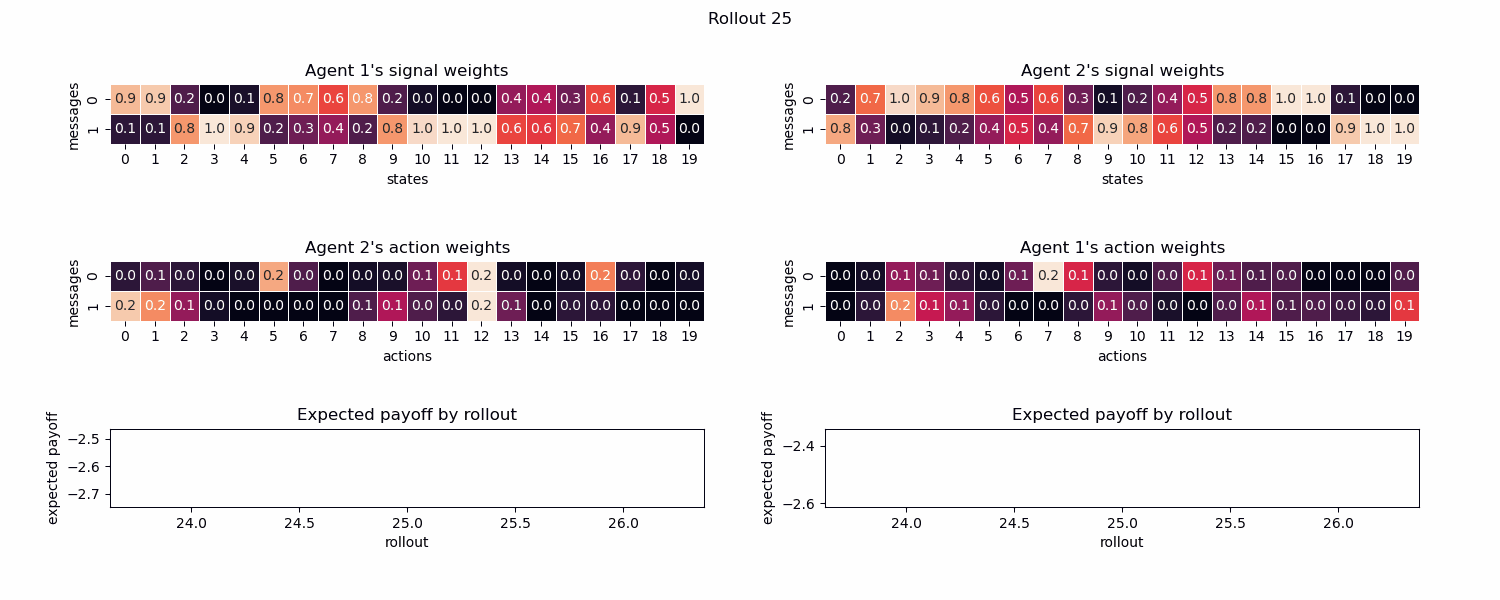 Rollout 25
Agent 1's signal weights
messages
0 0.9 0.9 0.2 0.0 0.1 0.8 0.7 0.6 0.8 0.2 0.0 0.0 0.0 0.4 0.4 0.3 0.6 0.1 0.5 1.0
1 0.1 0.1 0.8 1.0 0.9 0.2 0.3 0.4 0.2 0.8 1.0 1.0 1.0 0.6 0.6 0.7 0.4 0.9 0.5 0.0
0 1 2 3 4 5 6 7 8 9 10 11 12 13 14 15 16 17 18 19
states
Agent 2's signal weights
messages
0 0.2 0.7 1.0 0.9 0.8 0.6 0.5 0.6 0.3 0.1 0.2 0.4 0.5 0.8 0.8 1.0 1.0 0.1 0.0 0.0
1 0.8 0.3 0.0 0.1 0.2 0.4 0.5 0.4 0.7 0.9 0.8 0.6 0.5 0.2 0.2 0.0 0.0 0.9 1.0 1.0
0 1 2 3 4 5 6 7 8 9 10 11 12 13 14 15 16 17 18 19
states
Agent 2's action weights
messages
0 0.0 0.1 0.0 0.0 0.0 0.2 0.0 0.0 0.0 0.0 0.1 0.1 0.2 0.0 0.0 0.0 0.2 0.0 0.0 0.0
1 0.2 0.2 0.1 0.0 0.0 0.0 0.0 0.0 0.1 0.1 0.0 0.0 0.2 0.1 0.0 0.0 0.0 0.0 0.0 0.0
0 1 2 3 4 5 6 7 8 9 10 11 12 13 14 15 16 17 18 19
actions
Agent 1's action weights
messages
0 0.0 0.0 0.1 0.1 0.0 0.0 0.1 0.2 0.1 0.0 0.0 0.0 0.1 0.1 0.1 0.0 0.0 0.0 0.0 0.0
1 0.0 0.0 0.2 0.1 0.1 0.0 0.0 0.0 0.0 0.1 0.0 0.0 0.0 0.0 0.1 0.1 0.0 0.0 0.0 0.1
0 1 2 3 4 5 6 7 8 9 10 11 12 13 14 15 16 17 18 19
actions
Expected payoff by rollout
expected payoff
−2.5
−2.6
−2.7
24.0 24.5 25.0 25.5 26.0
rollout
Expected payoff by rollout
expected payoff
−2.4
−2.6
24.0 24.5 25.0 25.5 26.0
rollout